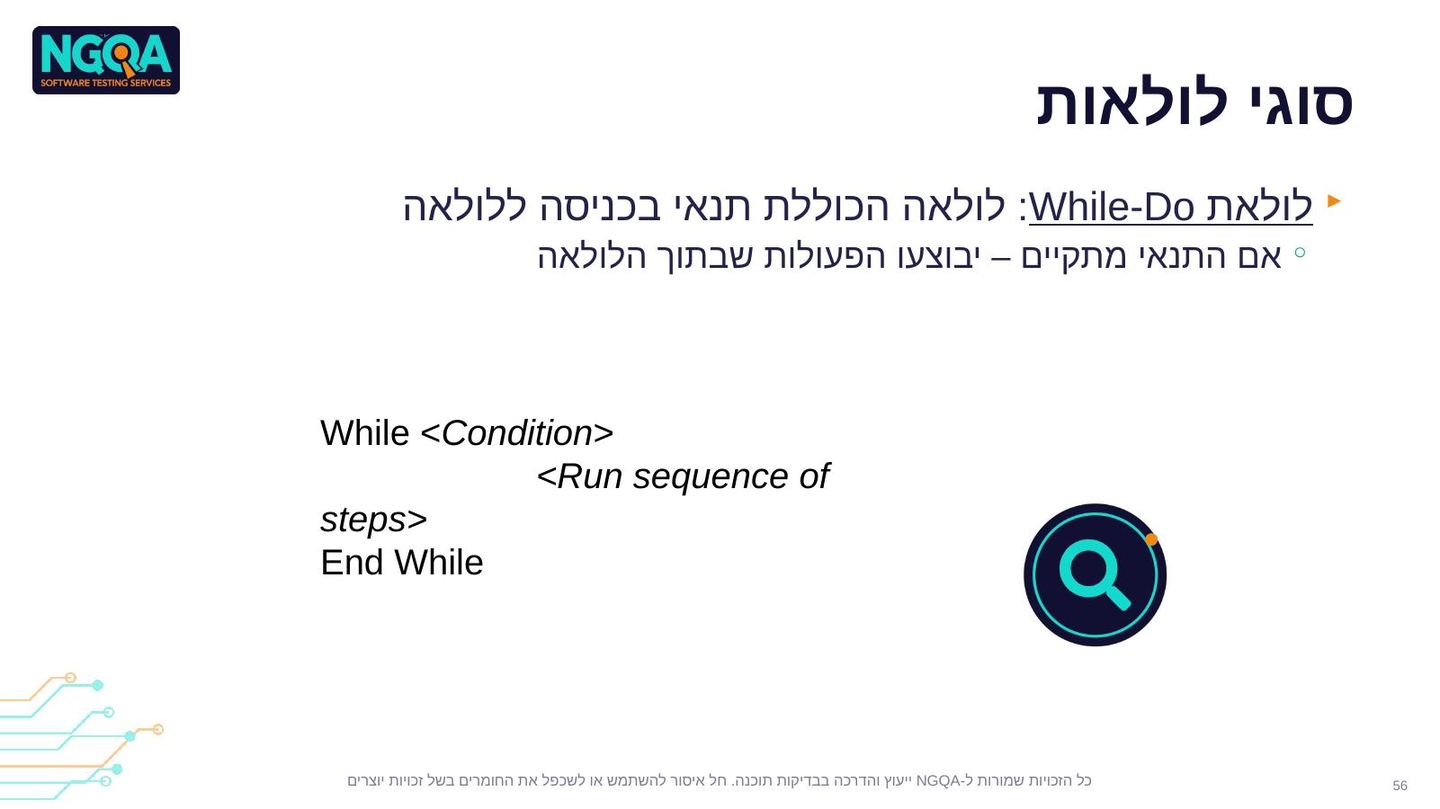 NGQA
SOFTWARE TESTING SERVICES
סוגי לולאות
לולאת While-Do: לולאה הכוללת תנאי בכניסה ללולאה
אם התנאי מתקיים – יבוצעו הפעולות שבתוך הלולאה
While <Condition>
<Run sequence of
steps>
End While
כל הזכויות שמורות ל-NGQA ייעוץ והדרכה בבדיקות תוכנה. חל איסור להשתמש או לשכפל את החומרים בשל זכויות יוצרים
56